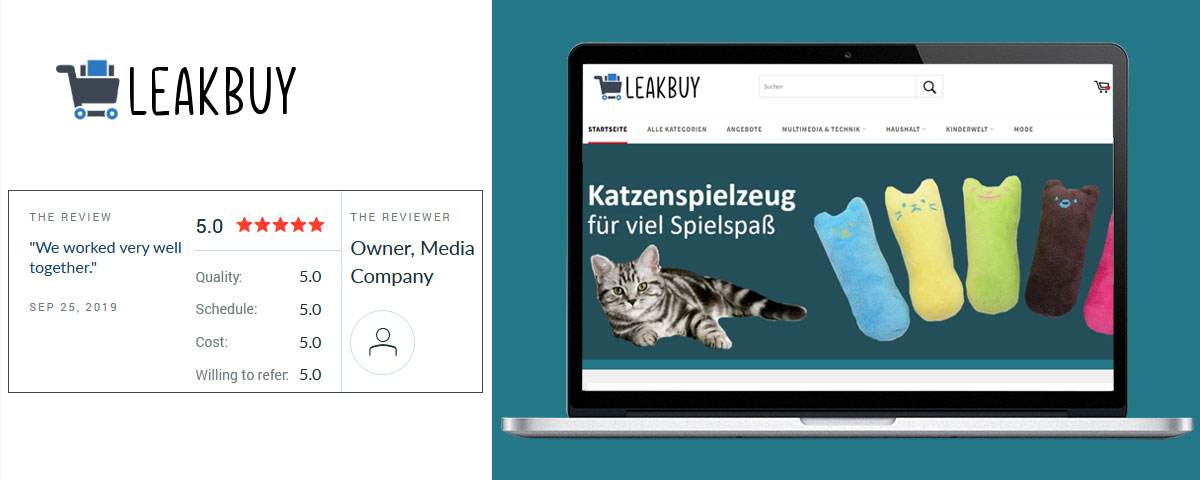 LEAKBUY
THE REVIEW
"We worked very well
together."
SEP 25, 2019
5.0
Quality: 5.0
Schedule: 5.0
Cost: 5.0
Willing to refer: 5.0
THE REVIEWER
Owner, Media
Company
LEAKBUY
Suchen
STARTSEITE ALLE KATEGORIEN ANGEBOTE MULTIMEDIA & TECHNIK HAUSHALT KINDERWELT MODE
Katzenspielzeug
für viel Spielspaß